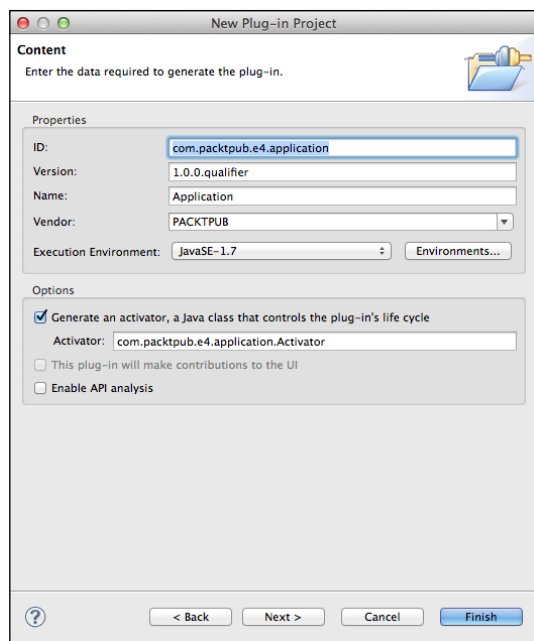 New Plug-in Project
Content
Enter the data required to generate the plug-in.
Properties
ID: com.packtpub.e4.application
Version: 1.0.0.qualifier
Name: Application
Vendor: PACKTPUB
Execution Environment: JavaSE-1.7 Environments...
Options
Generate an activator, a Java class that controls the plug-in's life cycle
Activator: com.packtpub.e4.application.Activator
This plug-in will make contributions to the UI
Enable API analysis
? < Back Next > Cancel Finish